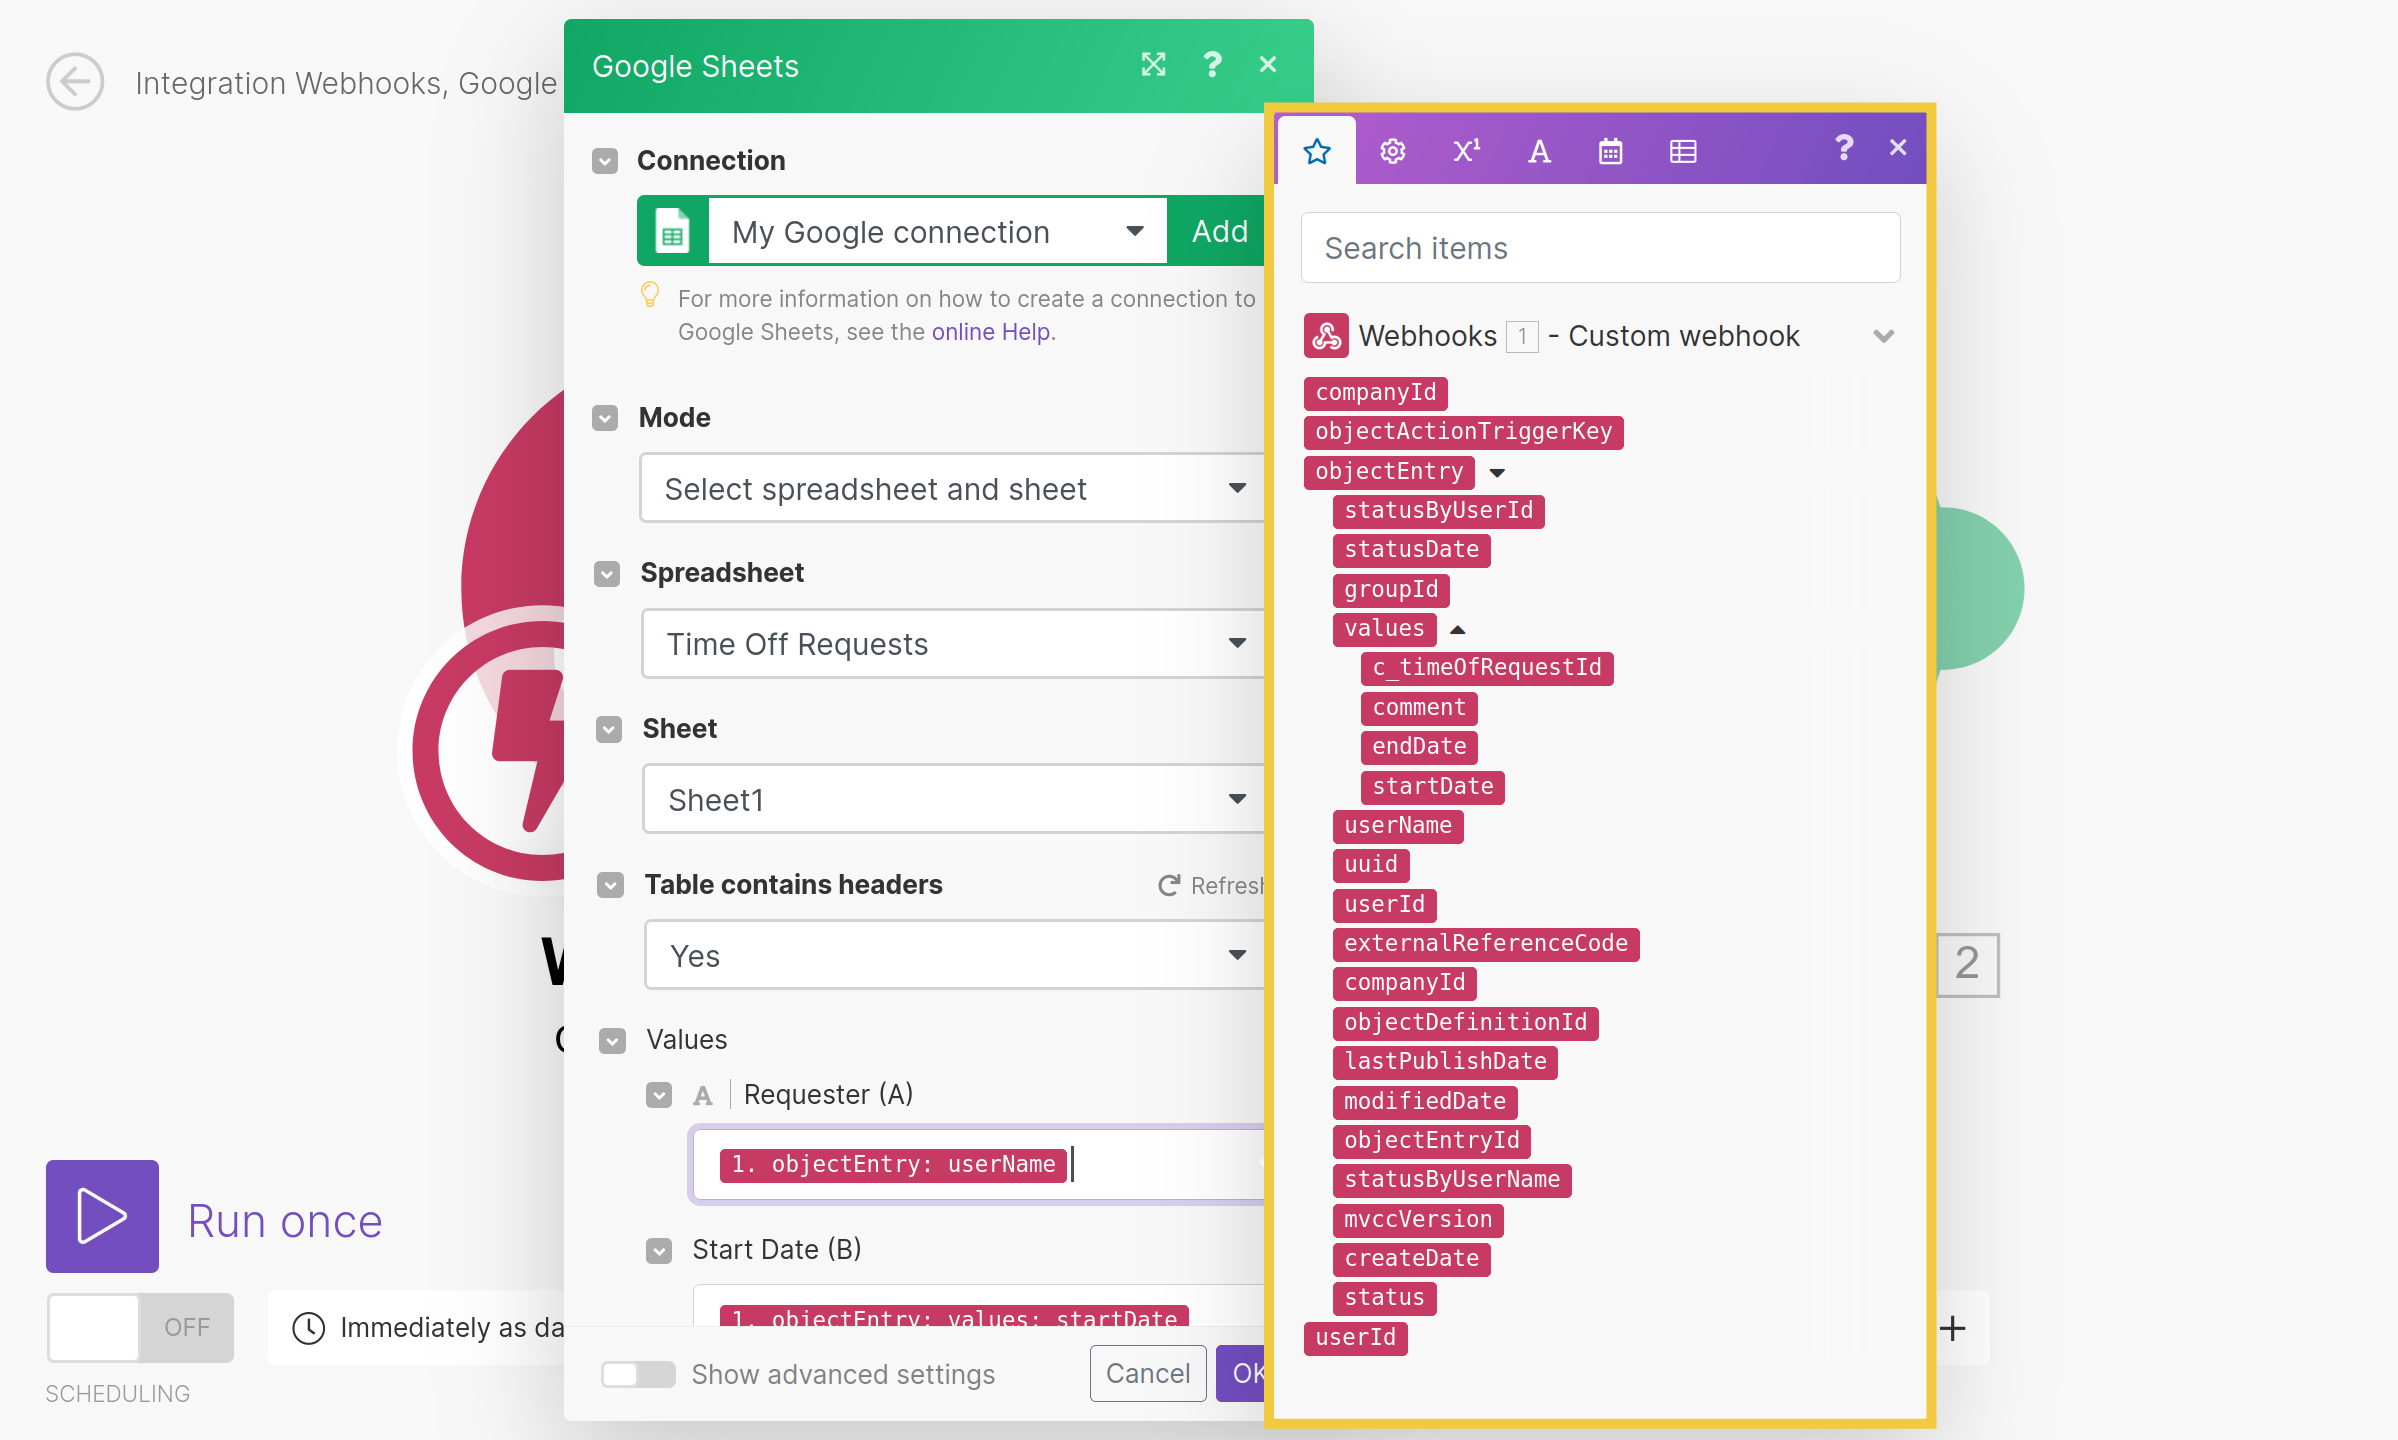 Integration Webhooks, Google
Google Sheets
?
Connection
My Google connection
Add
For more information on how to create a connection to
Google Sheets, see the online Help.
Mode
Select spreadsheet and sheet
Spreadsheet
Time Off Requests
Sheet
Sheet1
Table contains headers
Refresh
Yes
Values
A Requester (A)
1. objectEntry: userName
Start Date (B)
1. objectEntry: values: startDate
Show advanced settings
Cancel
OK
X¹
A
?
Search items
Webhooks 1 - Custom webhook
companyId
objectActionTriggerKey
objectEntry
statusByUserId
statusDate
groupId
values
c_timeOfRequestId
comment
endDate
startDate
userName
uuid
userId
externalReferenceCode
companyId
objectDefinitionId
lastPublishDate
modifiedDate
objectEntryId
statusByUserName
mvccVersion
createDate
status
userId
2
Run once
OFF
Immediately as da
SCHEDULING